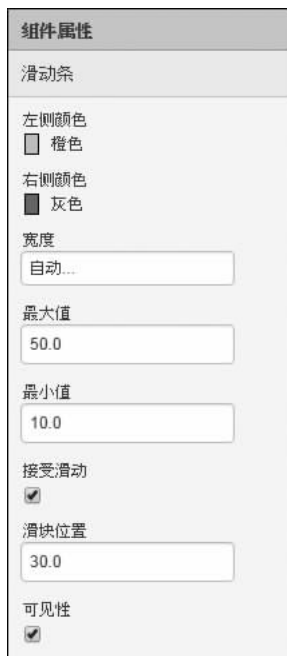 组件属性
滑动条
左侧颜色
橙色
右侧颜色
灰色
宽度
自动...
最大值
50.0
最小值
10.0
接受滑动
滑块位置
30.0
可见性